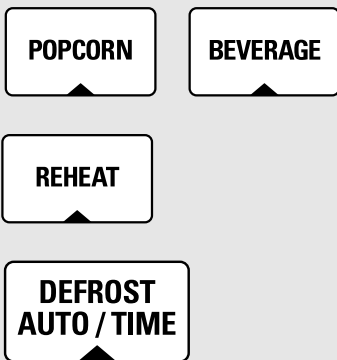 POPCORN
BEVERAGE
REHEAT
DEFROST
AUTO / TIME